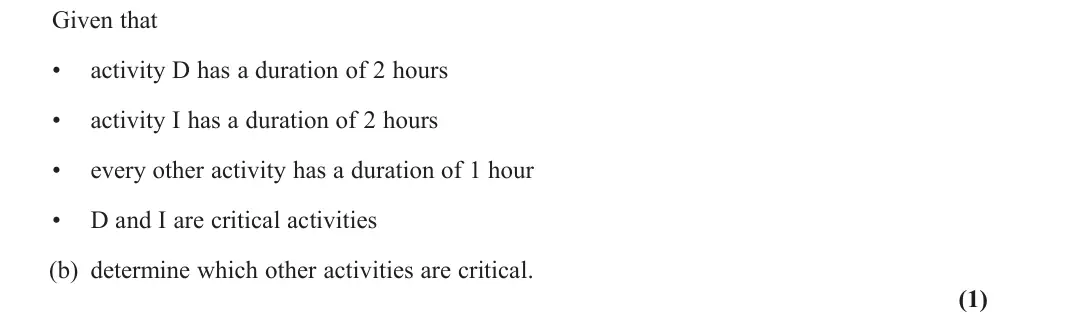 Given that
• activity D has a duration of 2 hours
• activity I has a duration of 2 hours
• every other activity has a duration of 1 hour
• D and I are critical activities
(b) determine which other activities are critical.
(1)